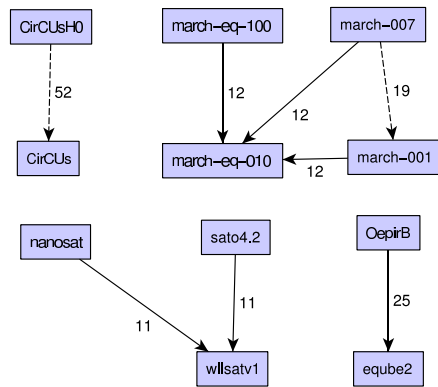 CirCUsH0
march-eq-100
march-007
52
12
12
19
CirCUs
march-eq-010
12
march-001
nanosat
sato4.2
OepirB
11
11
25
wllsatv1
eqube2